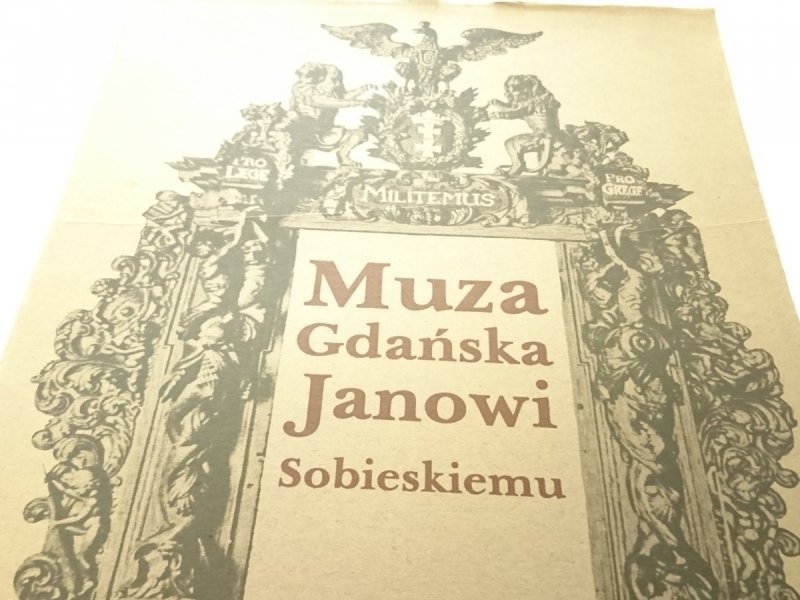 PRO
LEGE
MILITEMUS
PRO
GREGE
Muza
Gdańska
Janowi
Sobieskiemu